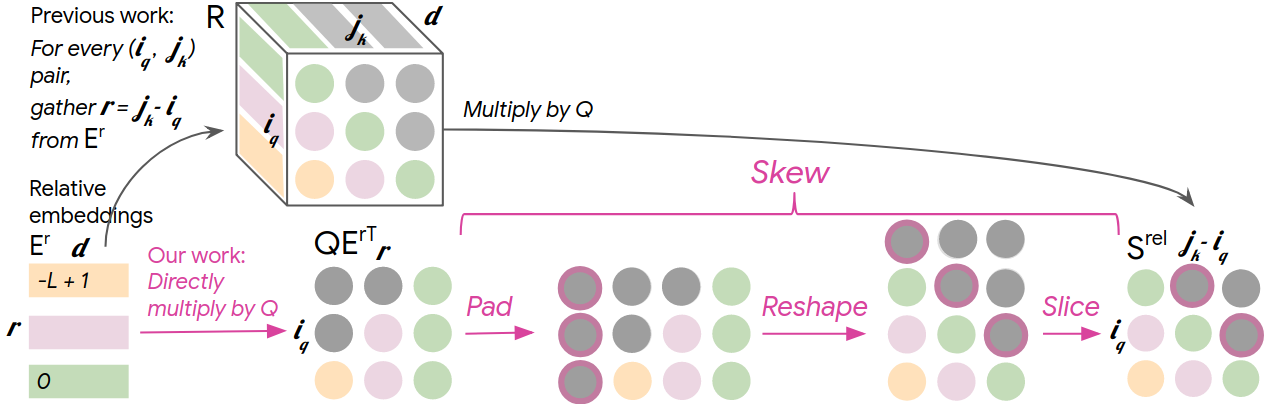 Previous work:
For every (i_q, j_k)
pair,
gather r = j_k - i_q
from E^r
R
j_k
d
i_q
Multiply by Q
Relative
embeddings
E^r d
-L + 1
r
0
Our work:
Directly
multiply by Q
QE^rT r
i_q
Skew
Pad
Reshape
Slice
S^rel j_k - i_q
i_q